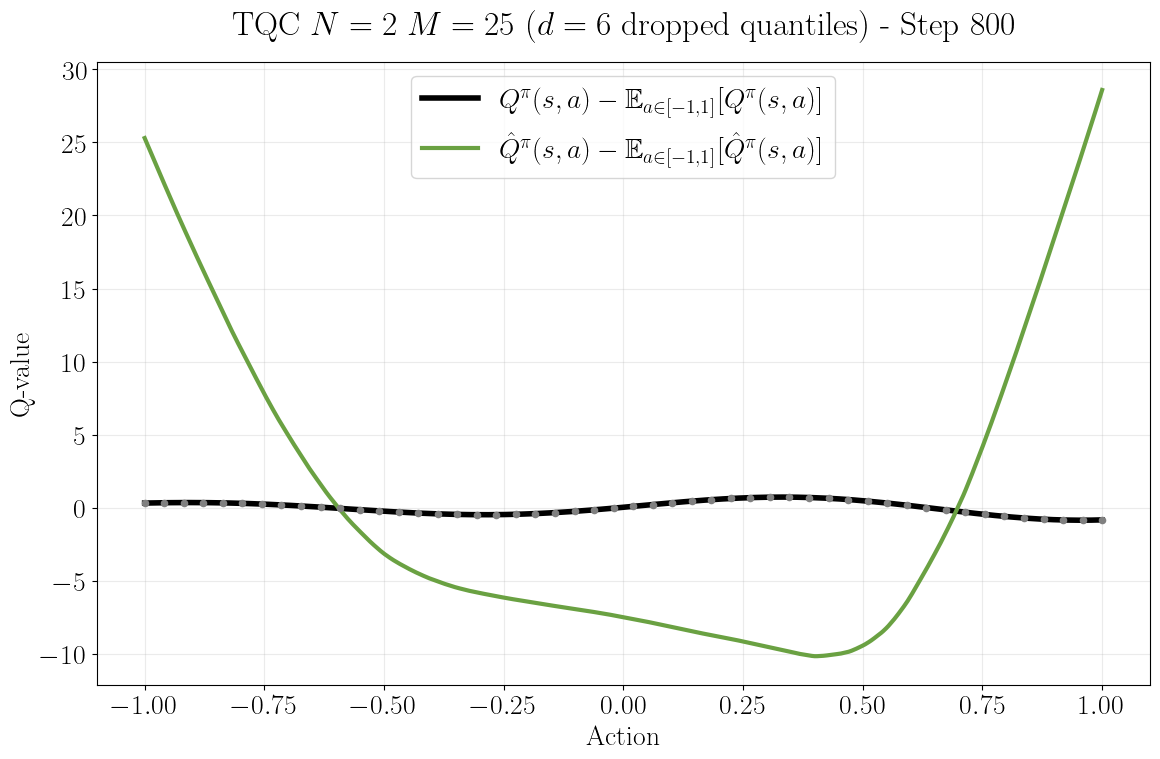 TQC N = 2 M = 25 (d = 6 dropped quantiles) - Step 800
Q^π(s, a) − 𝔼_{a∈[−1,1]}[Q^π(s, a)]
Q̂^π(s, a) − 𝔼_{a∈[−1,1]}[Q̂^π(s, a)]
30
25
20
15
10
5
0
−5
−10
Q-value
−1.00 −0.75 −0.50 −0.25 0.00 0.25 0.50 0.75 1.00
Action